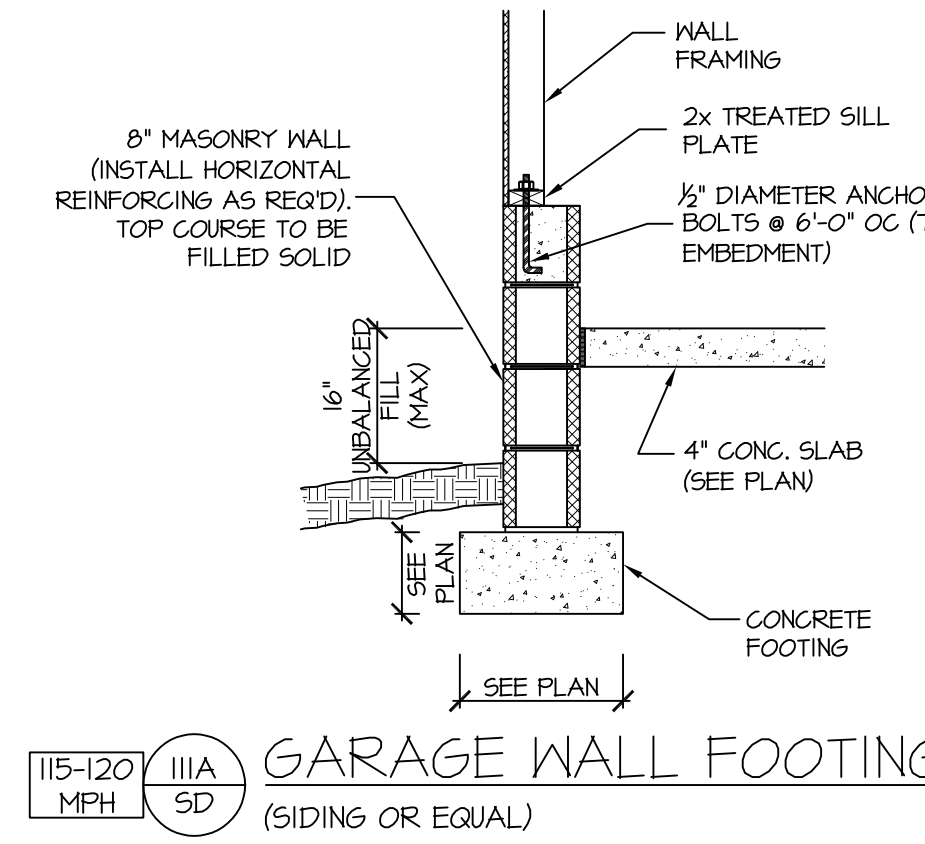 WALL
FRAMING
2x TREATED SILL
PLATE
8" MASONRY WALL
(INSTALL HORIZONTAL
REINFORCING AS REQ'D).
TOP COURSE TO BE
FILLED SOLID
½" DIAMETER ANCHO
BOLTS @ 6'-0" OC (
EMBEDMENT)
16"
UNBALANCED
FILL
(MAX)
4" CONC. SLAB
(SEE PLAN)
SEE
PLAN
CONCRETE
FOOTING
SEE PLAN
115-120
MPH
111A
SD
GARAGE WALL FOOTING
(SIDING OR EQUAL)